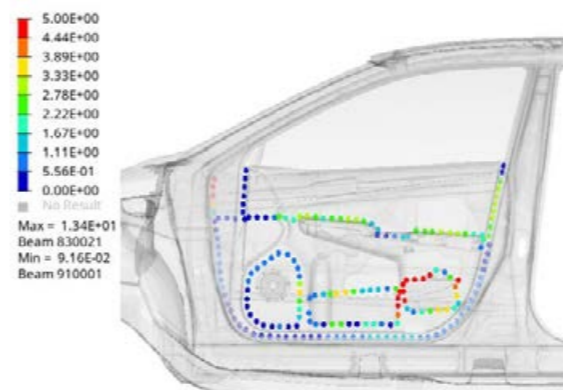 5.00E+00
4.44E+00
3.89E+00
3.33E+00
2.78E+00
2.22E+00
1.67E+00
1.11E+00
5.56E-01
0.00E+00
No Result
Max = 1.34E+01
Beam 830021
Min = 9.16E-02
Beam 910001